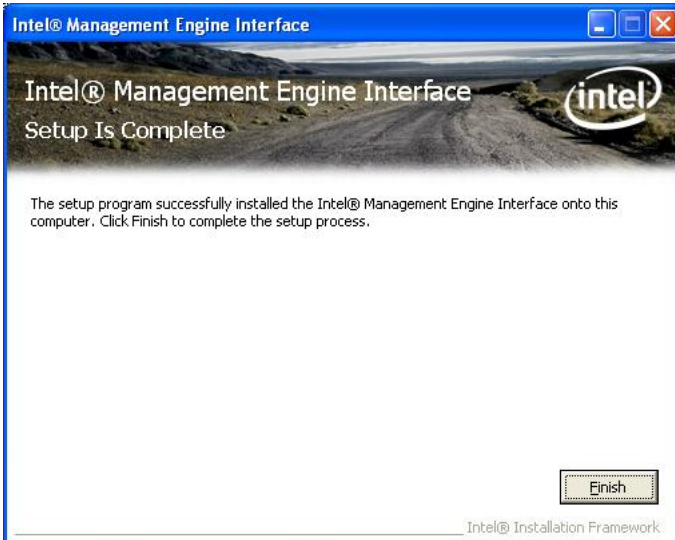 Intel® Management Engine Interface
Intel® Management Engine Interface
intel
Setup Is Complete
The setup program successfully installed the Intel® Management Engine Interface onto this
computer. Click Finish to complete the setup process.
Finish
Intel® Installation Framework